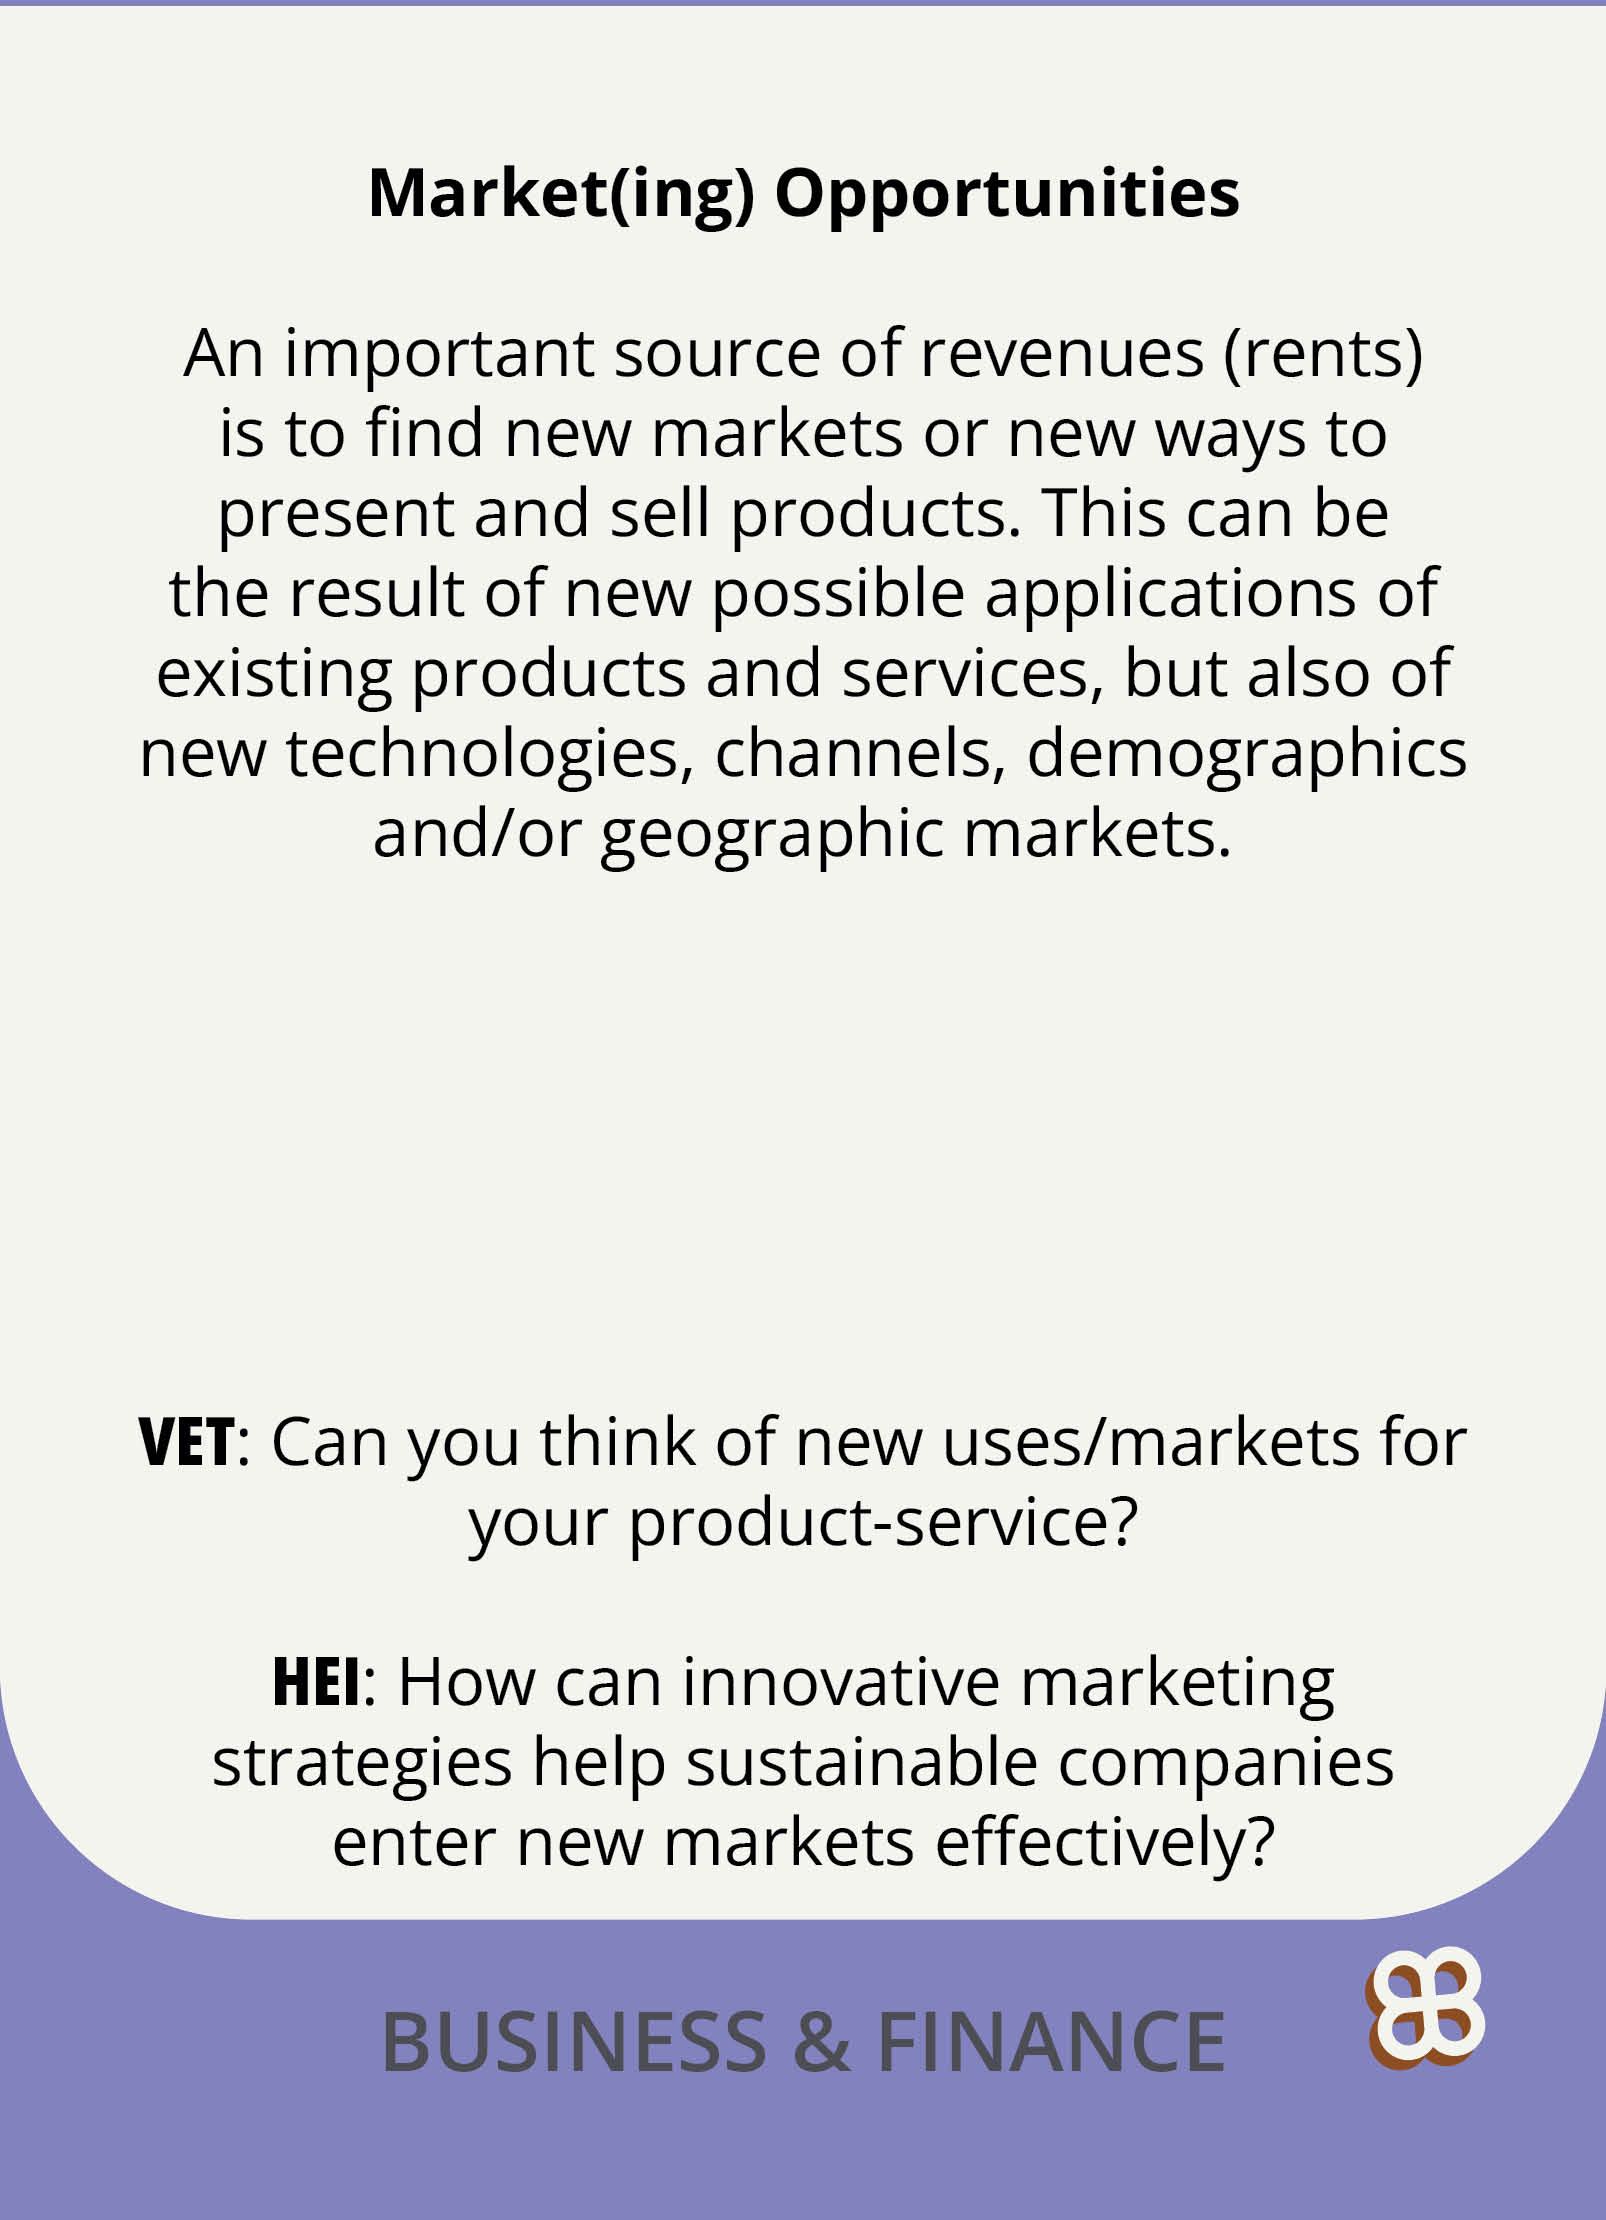 Market(ing) Opportunities
An important source of revenues (rents)
is to find new markets or new ways to
present and sell products. This can be
the result of new possible applications of
existing products and services, but also of
new technologies, channels, demographics
and/or geographic markets.
VET: Can you think of new uses/markets for
your product-service?
HEI: How can innovative marketing
strategies help sustainable companies
enter new markets effectively?
BUSINESS & FINANCE